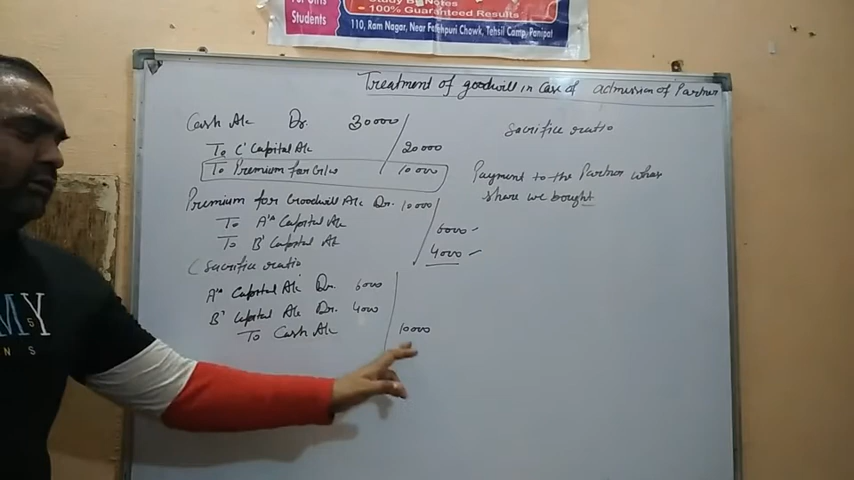 Students
100% Guaranteed Results
110, Ram Nagar, Near Fatehpuri Chowk, Tehsil Camp, Panipat
Treatment of goodwill in Case of admission of Partner
Cash A/c Dr. 30000
To C' Capital A/c 20000
To Premium for G/w 10000
Premium for Goodwill A/c Dr. 10000
To A's Capital A/c 6000
To B' Capital A/c 4000
(Sacrifice ratio
A's Capital A/c Dr. 6000
B' Capital A/c Dr. 4000
To Cash A/c 10000
Sacrifice ratio
Payment to the Partner whose
share we bought
MY
5
N S